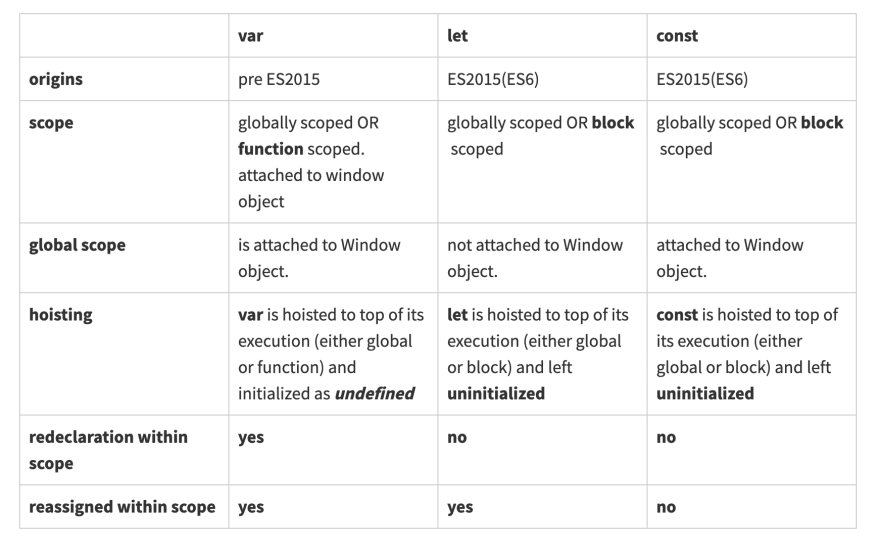 var let const
origins pre ES2015 ES2015(ES6) ES2015(ES6)
scope globally scoped OR globally scoped OR block globally scoped OR block
function scoped. scoped scoped
attached to window
object
global scope is attached to Window not attached to Window attached to Window
object. object. object.
hoisting var is hoisted to top of its let is hoisted to top of its const is hoisted to top of
execution (either global execution (either global its execution (either
or function) and or block) and left global or block) and left
initialized as undefined uninitialized uninitialized
redeclaration within yes no no
scope
reassigned within scope yes yes no